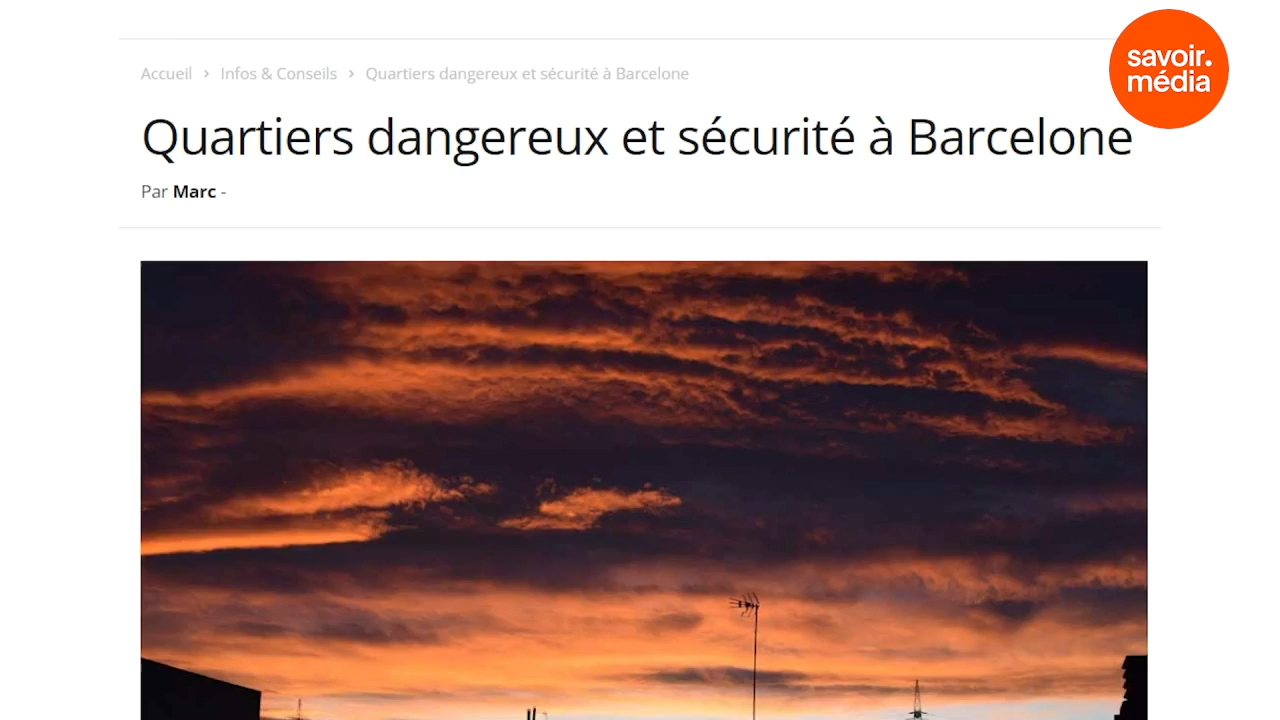 Accueil > Infos & Conseils > Quartiers dangereux et sécurité à Barcelone
savoir.
média
Quartiers dangereux et sécurité à Barcelone
Par Marc -